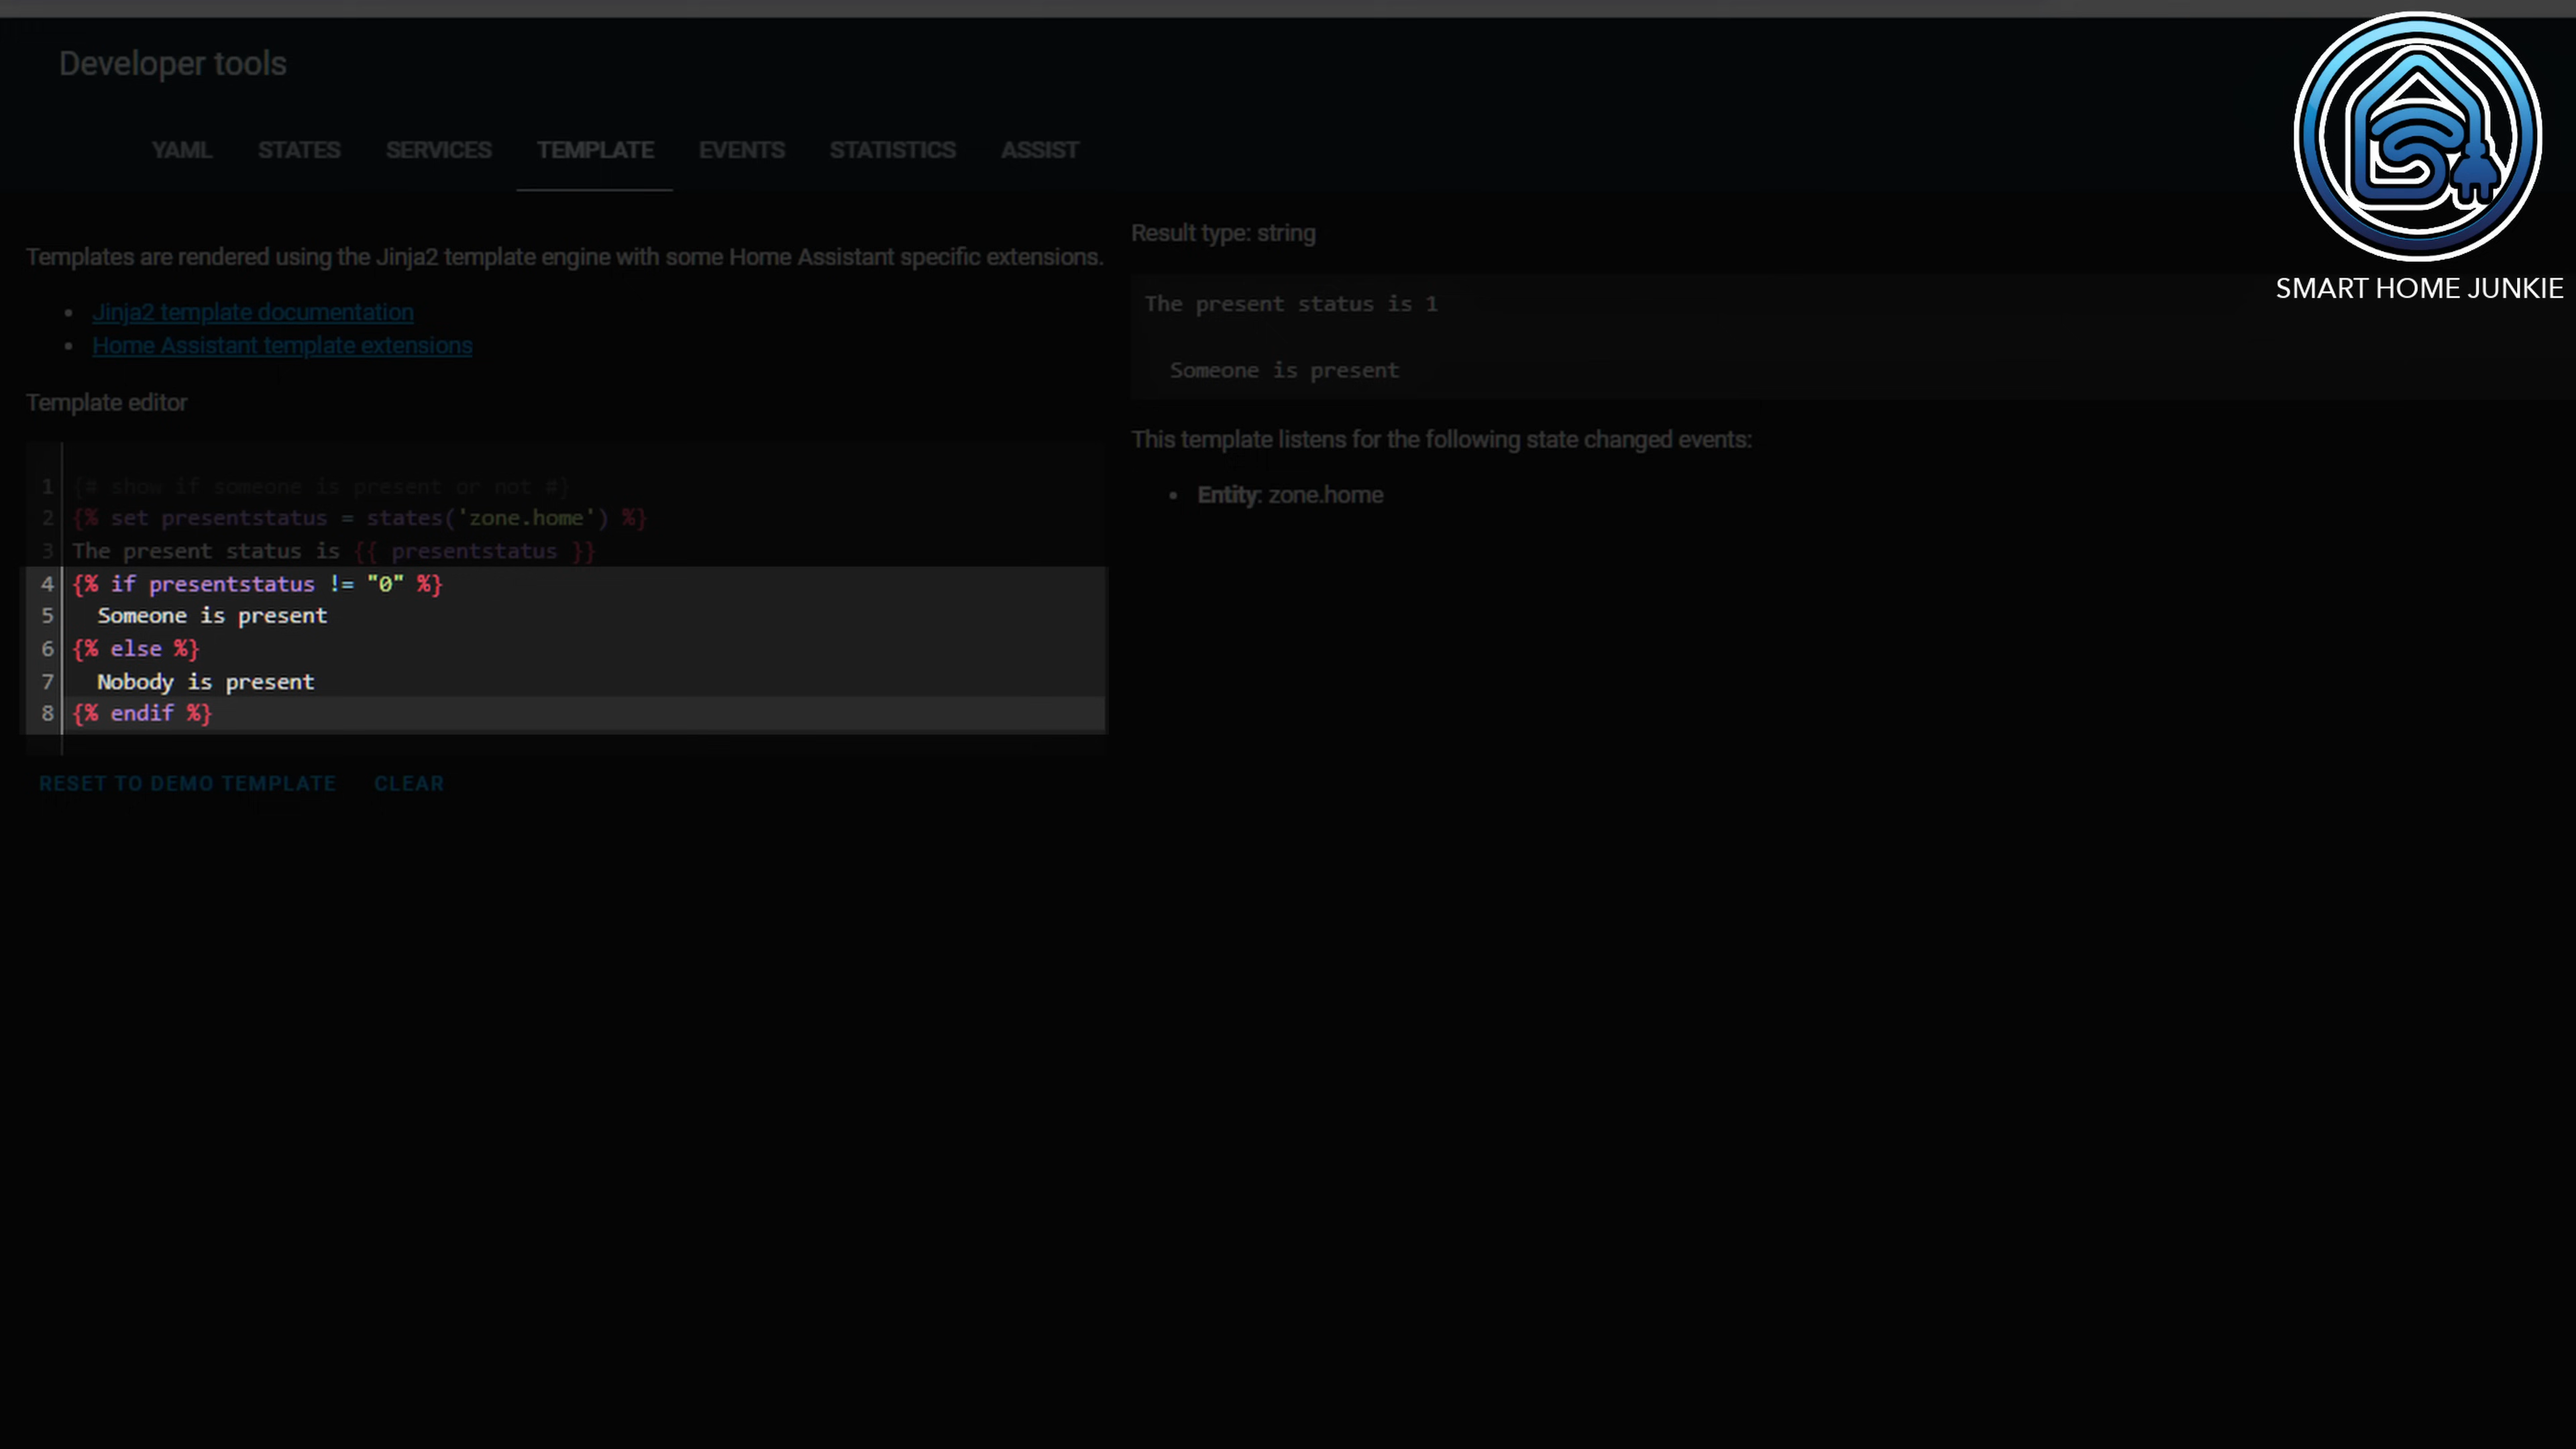 Developer tools
YAML STATES SERVICES TEMPLATE EVENTS STATISTICS ASSIST
SMART HOME JUNKIE
Templates are rendered using the Jinja2 template engine with some Home Assistant specific extensions.
Jinja2 template documentation
Home Assistant template extensions
Template editor
1 {# show if someone is present or not #}
2 {% set presentstatus = states('zone.home') %}
3 The present status is {{ presentstatus }}
4 {% if presentstatus != "0" %}
5   Someone is present
6 {% else %}
7   Nobody is present
8 {% endif %}
RESET TO DEMO TEMPLATE CLEAR
Result type: string
The present status is 1
Someone is present
This template listens for the following state changed events:
Entity: zone.home